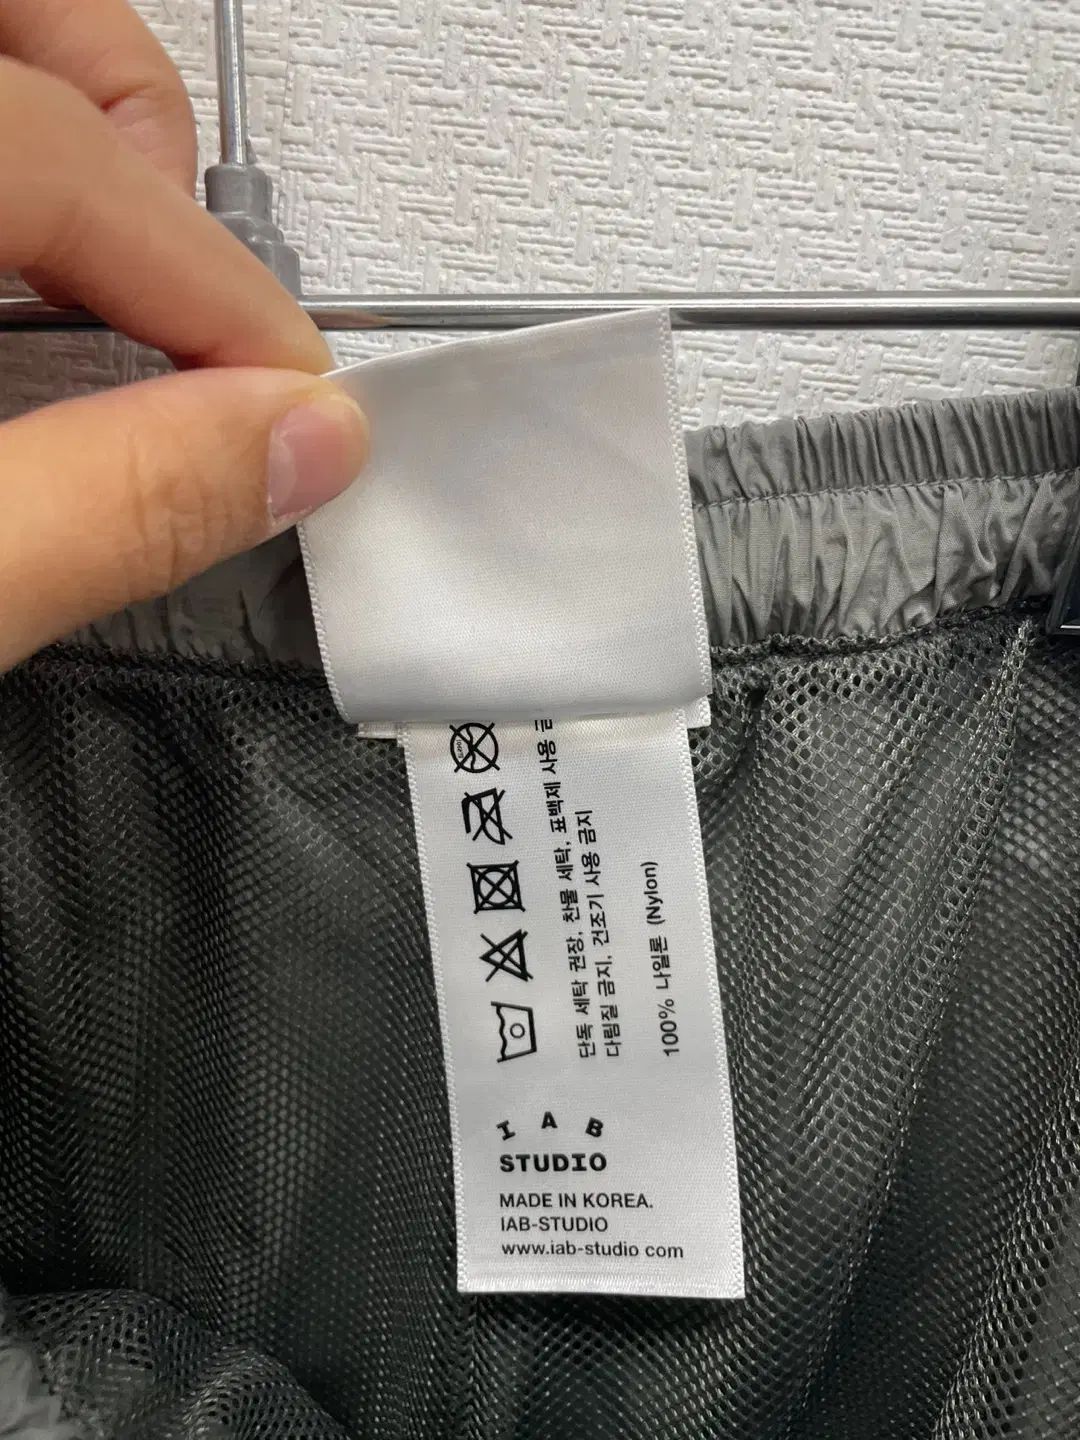 단독 세탁 권장, 찬물 세탁, 표백제 사용
다림질 금지, 건조기 사용 금지
100% 나일론 (Nylon)
I A B
STUDIO
MADE IN KOREA.
IAB-STUDIO
www.iab-studio com